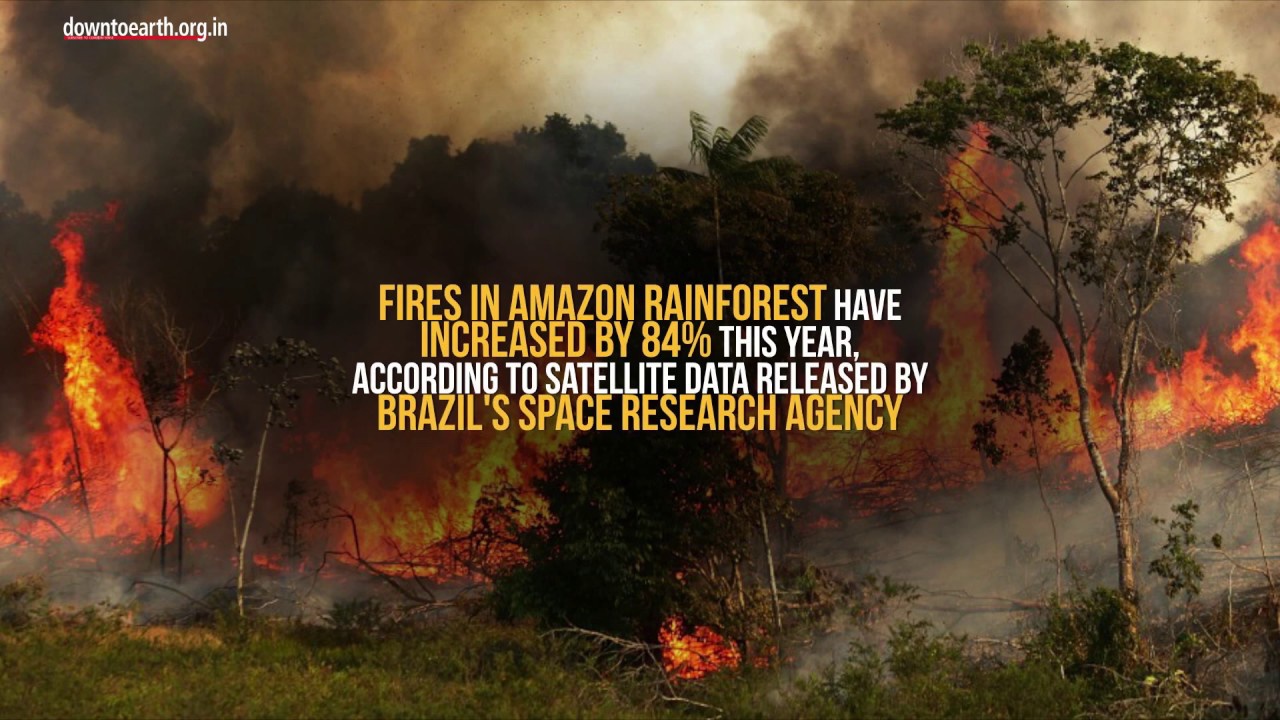 downtoearth.org.in
FIRES IN AMAZON RAINFOREST HAVE
INCREASED BY 84% THIS YEAR,
ACCORDING TO SATELLITE DATA RELEASED BY
BRAZIL'S SPACE RESEARCH AGENCY